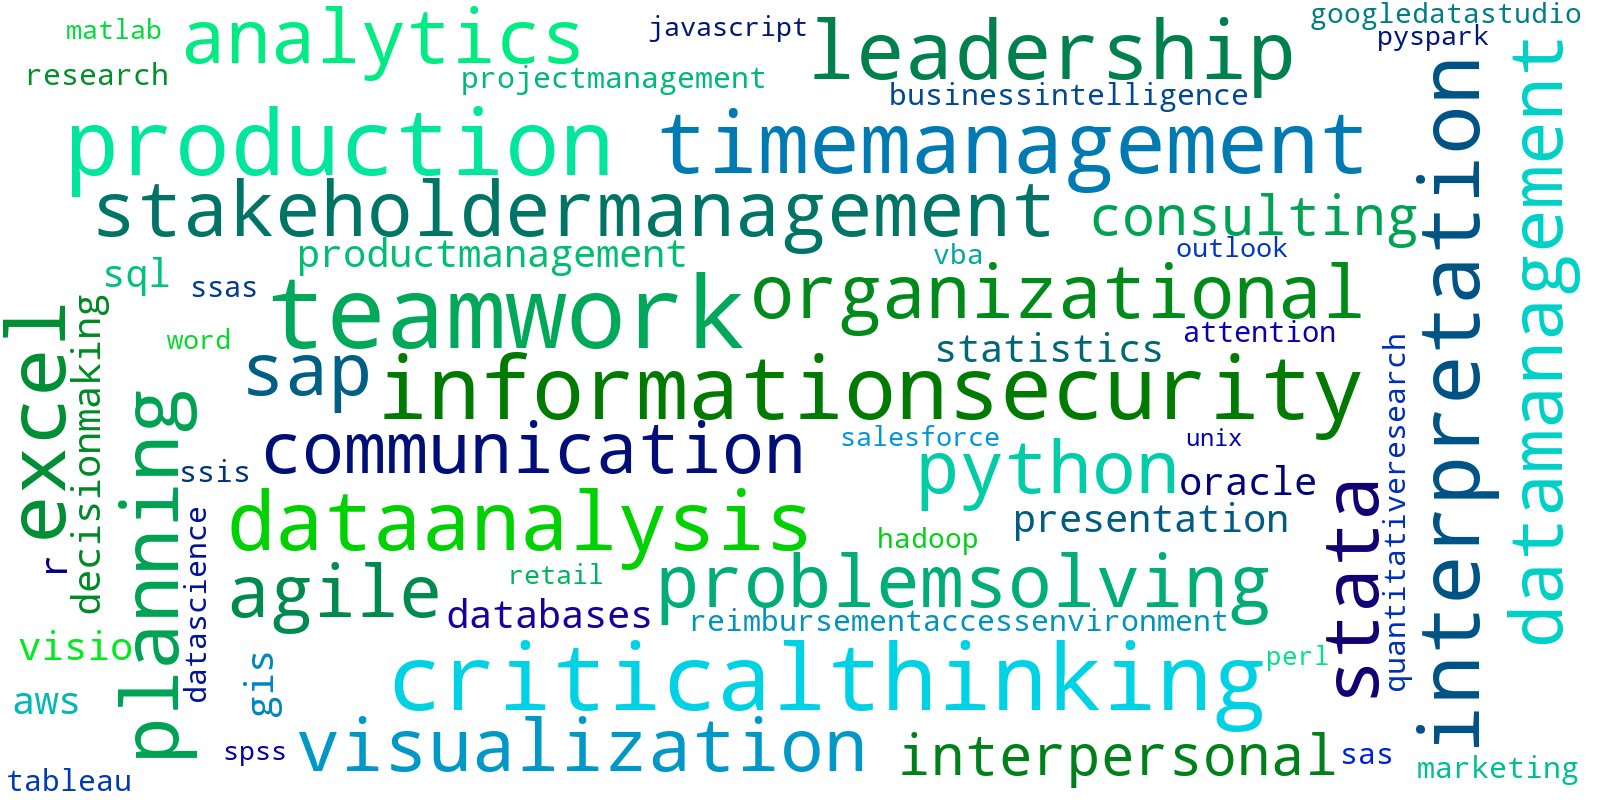 matlab
analytics
javascript
leadership
googledatastudio
pyspark
research
projectmanagement
businessintelligence
production
timemanagement
stakeholdermanagement
consulting
productmanagement
vba
outlook
sql
ssas
teamwork
organizational
word
attention
statistics
sap
informationsecurity
excel
decisionmaking
planning
communication
salesforce
unix
python
oracle
ssis
dataanalysis
presentation
hadoop
r
datascience
agile
retail
problemsolving
databases
reimbursementaccessenvironment
stata
quantitativeresearch
interpretation
datamanagement
visio
gis
criticalthinking
perl
aws
spss
visualization
interpersonal
sas
marketing
tableau